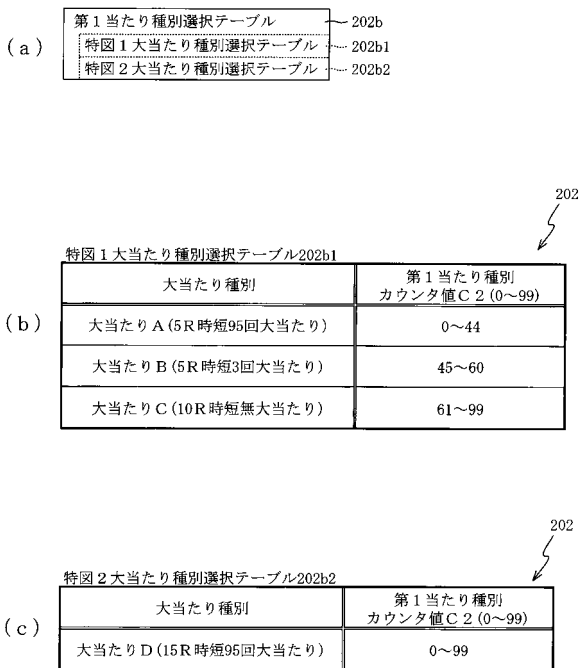 (a)
第1当たり種別選択テーブル 202b
特図1大当たり種別選択テーブル 202b1
特図2大当たり種別選択テーブル 202b2
202
特図1大当たり種別選択テーブル202b1
(b)
大当たり種別 第1当たり種別
カウンタ値C2(0~99)
大当たりA(5R時短95回大当たり) 0~44
大当たりB(5R時短3回大当たり) 45~60
大当たりC(10R時短無大当たり) 61~99
202
特図2大当たり種別選択テーブル202b2
(c)
大当たり種別 第1当たり種別
カウンタ値C2(0~99)
大当たりD(15R時短95回大当たり) 0~99